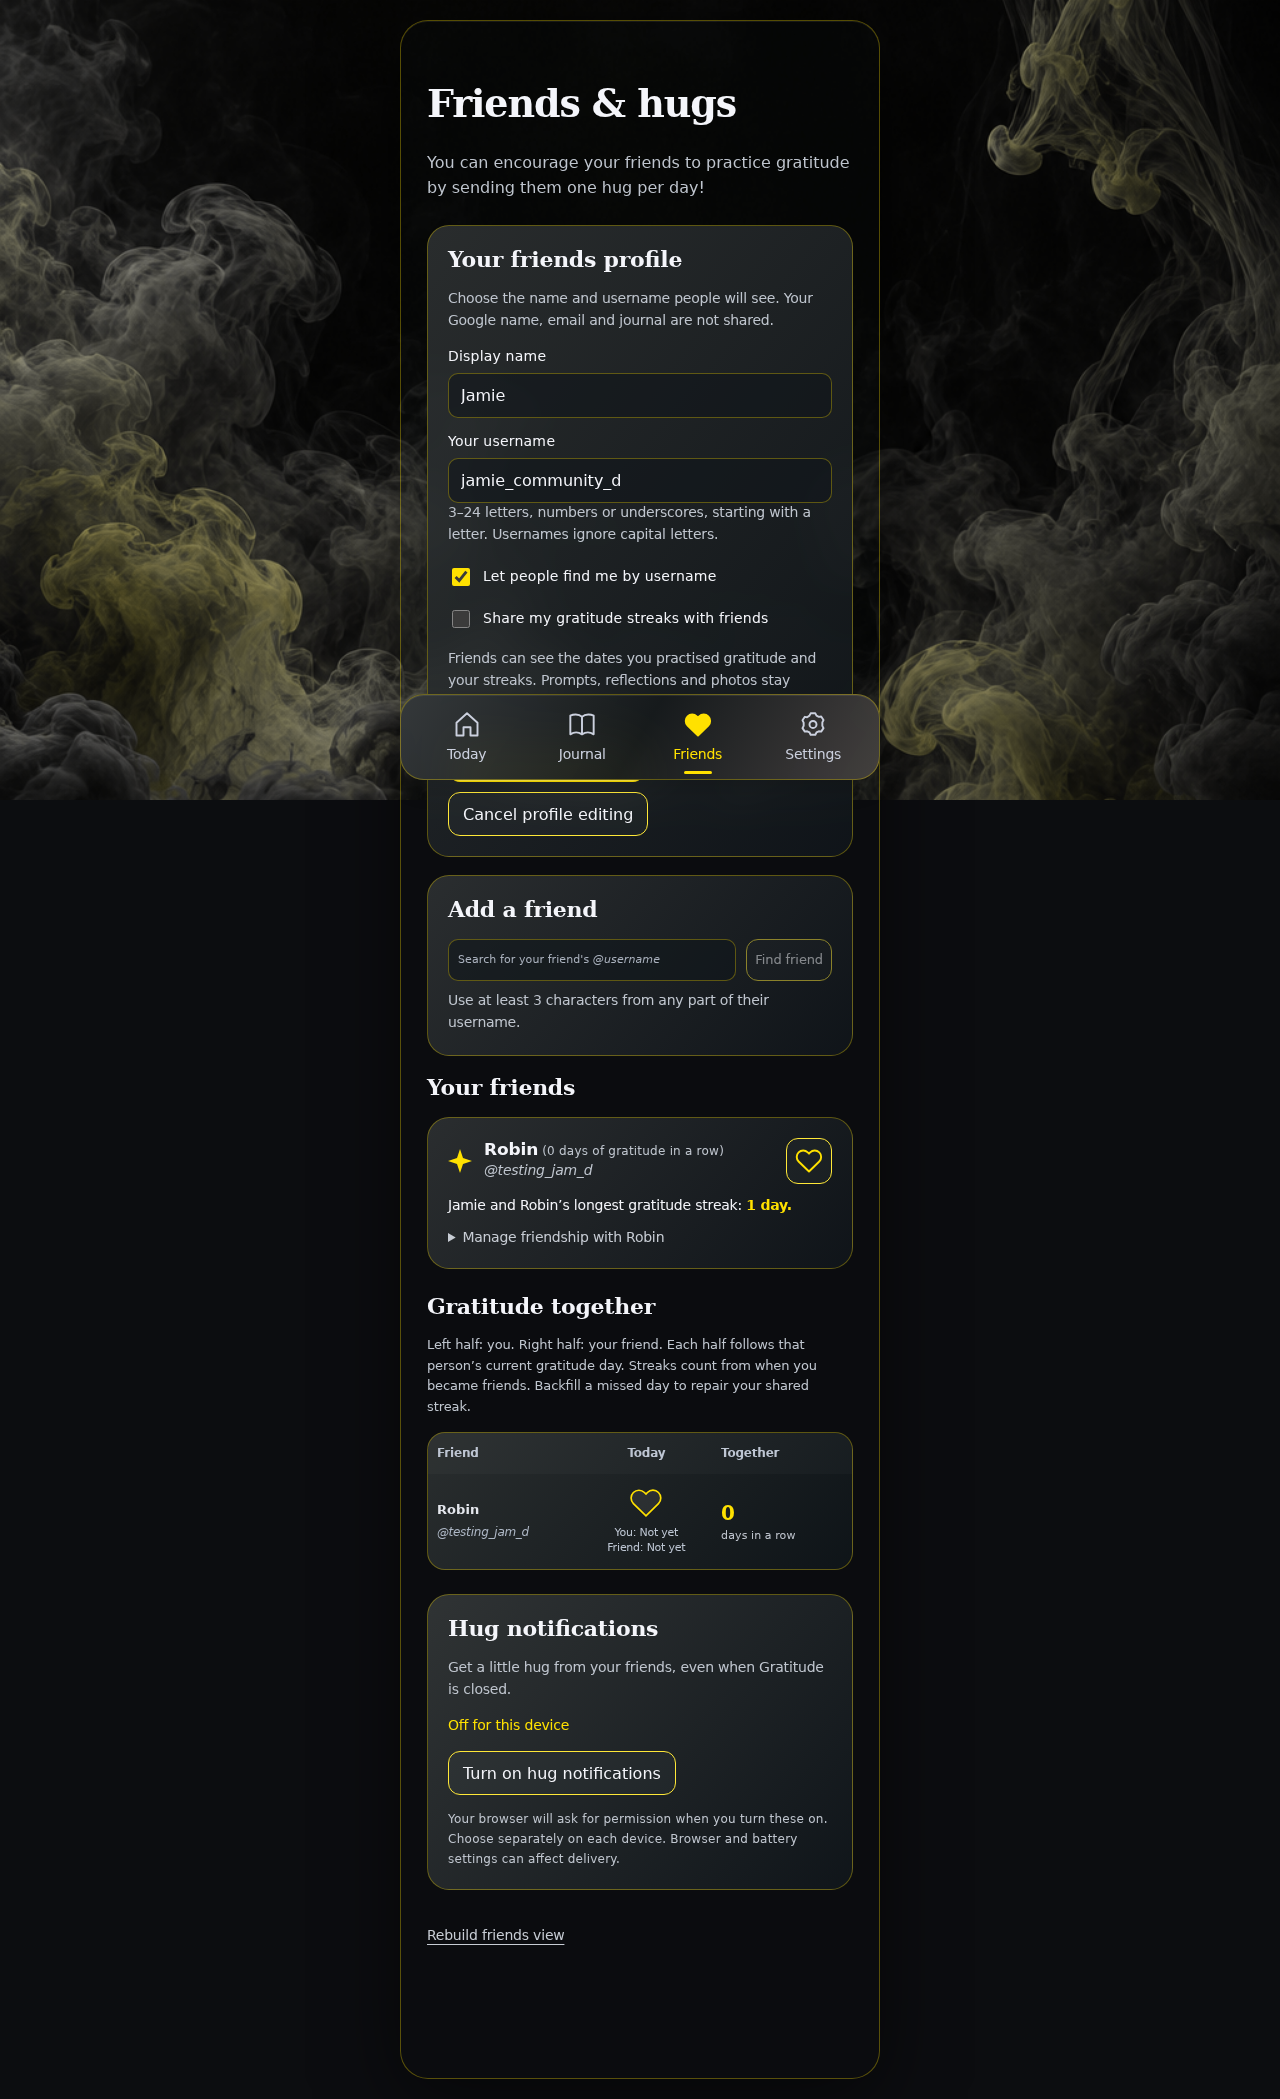 Friends & hugs
You can encourage your friends to practice gratitude
by sending them one hug per day!
Your friends profile
Choose the name and username people will see. Your
Google name, email and journal are not shared.
Display name
Jamie
Your username
jamie_community_d
3–24 letters, numbers or underscores, starting with a
letter. Usernames ignore capital letters.
Let people find me by username
Share my gratitude streaks with friends
Friends can see the dates you practised gratitude and
your streaks. Prompts, reflections and photos stay
Today Journal Friends Settings
Cancel profile editing
Add a friend
Search for your friend's @username Find friend
Use at least 3 characters from any part of their
username.
Your friends
Robin (0 days of gratitude in a row)
@testing_jam_d
Jamie and Robin’s longest gratitude streak: 1 day.
Manage friendship with Robin
Gratitude together
Left half: you. Right half: your friend. Each half follows that
person’s current gratitude day. Streaks count from when you
became friends. Backfill a missed day to repair your shared
streak.
Friend Today Together
Robin
@testing_jam_d
You: Not yet
Friend: Not yet
0
days in a row
Hug notifications
Get a little hug from your friends, even when Gratitude
is closed.
Off for this device
Turn on hug notifications
Your browser will ask for permission when you turn these on.
Choose separately on each device. Browser and battery
settings can affect delivery.
Rebuild friends view